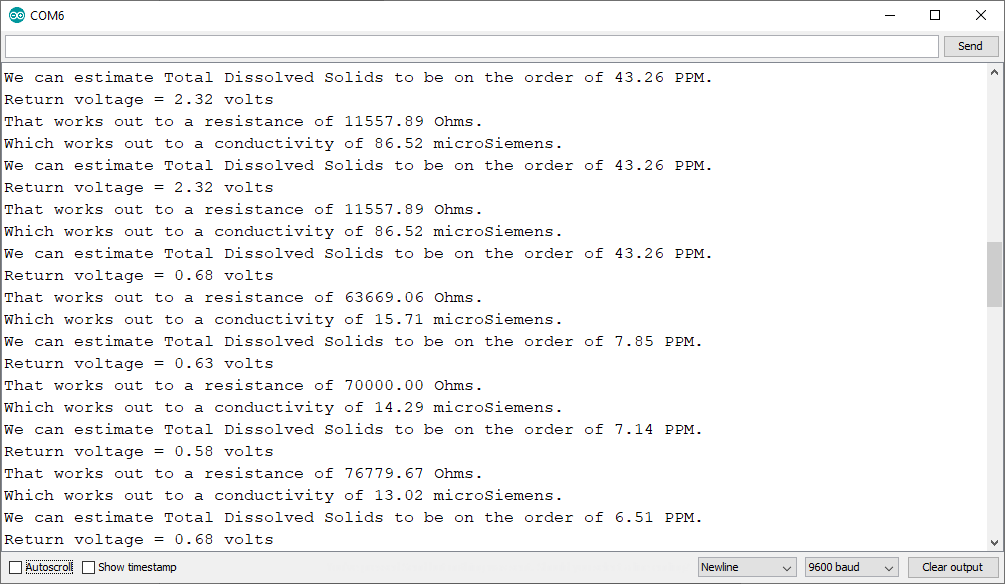 COM6
Send
We can estimate Total Dissolved Solids to be on the order of 43.26 PPM.
Return voltage = 2.32 volts
That works out to a resistance of 11557.89 Ohms.
Which works out to a conductivity of 86.52 microSiemens.
We can estimate Total Dissolved Solids to be on the order of 43.26 PPM.
Return voltage = 2.32 volts
That works out to a resistance of 11557.89 Ohms.
Which works out to a conductivity of 86.52 microSiemens.
We can estimate Total Dissolved Solids to be on the order of 43.26 PPM.
Return voltage = 0.68 volts
That works out to a resistance of 63669.06 Ohms.
Which works out to a conductivity of 15.71 microSiemens.
We can estimate Total Dissolved Solids to be on the order of 7.85 PPM.
Return voltage = 0.63 volts
That works out to a resistance of 70000.00 Ohms.
Which works out to a conductivity of 14.29 microSiemens.
We can estimate Total Dissolved Solids to be on the order of 7.14 PPM.
Return voltage = 0.58 volts
That works out to a resistance of 76779.67 Ohms.
Which works out to a conductivity of 13.02 microSiemens.
We can estimate Total Dissolved Solids to be on the order of 6.51 PPM.
Return voltage = 0.68 volts
Autoscroll Show timestamp Newline 9600 baud Clear output